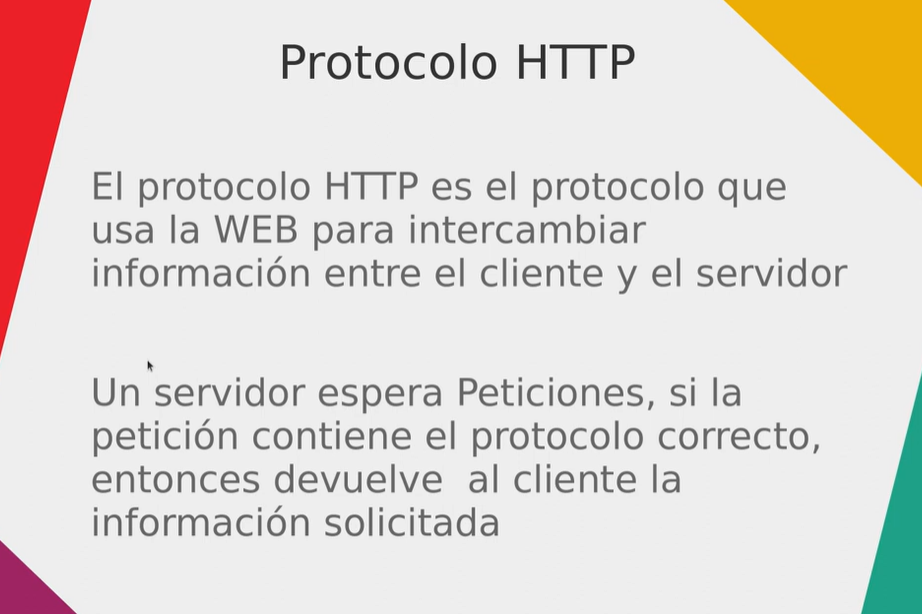 Protocolo HTTP
El protocolo HTTP es el protocolo que
usa la WEB para intercambiar
información entre el cliente y el servidor
Un servidor espera Peticiones, si la
petición contiene el protocolo correcto,
entonces devuelve  al cliente la
información solicitada